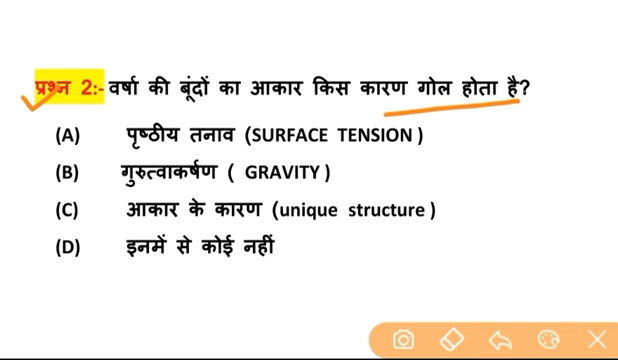 प्रश्न 2:- वर्षा की बूंदों का आकार किस कारण गोल होता है?
(A) पृष्ठीय तनाव (SURFACE TENSION )
(B) गुरुत्वाकर्षण ( GRAVITY )
(C) आकार के कारण (unique structure )
(D) इनमें से कोई नहीं